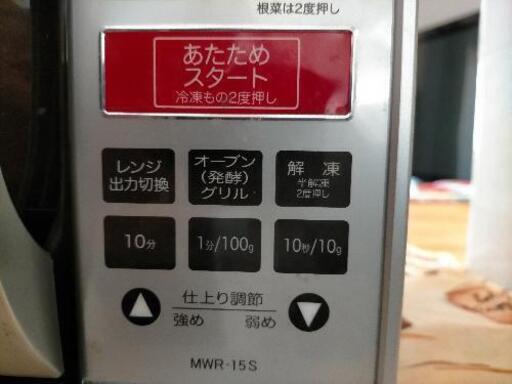 根菜は2度押し
あたため
スタート
冷凍もの2度押し
レンジ
出力切換
オーブン
(発酵)
グリル
解凍
半解凍
2度押し
10分
1分/100g
10秒/10g
仕上り調節
強め 弱め
MWR-15S